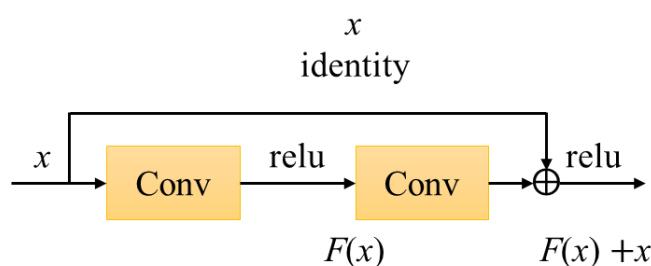 x
identity
x
relu
relu
Conv
Conv
F(x)
F(x) +x